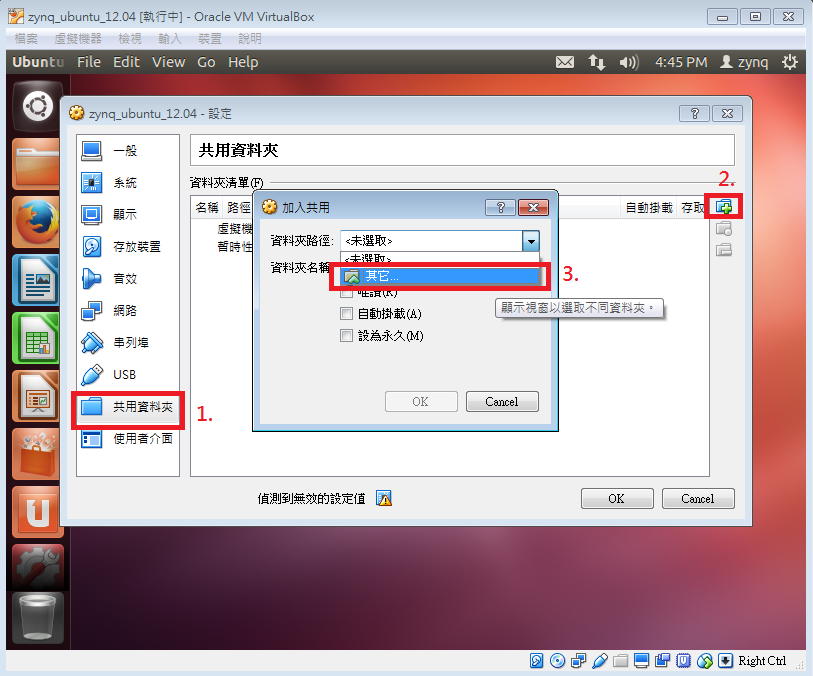 zynq_ubuntu_12.04 [執行中] - Oracle VM VirtualBox
檔案 虛擬機器 檢視 輸入 裝置 說明
Ubuntu File Edit View Go Help 4:45 PM zynq
zynq_ubuntu_12.04 - 設定
一般
系統
顯示
存放裝置
音效
網路
串列埠
USB
共用資料夾
使用者介面
1.
共用資料夾
資料夾清單(F)
2.
名稱 路徑 自動掛載 存取
虛擬機
暫時性
加入共用
資料夾路徑: <未選取>
<未選取>
資料夾名稱
其它...
3.
唯讀(R)
顯示視窗以選取不同資料夾。
自動掛載(A)
設為永久(M)
OK Cancel
偵測到無效的設定值
OK Cancel
Right Ctrl